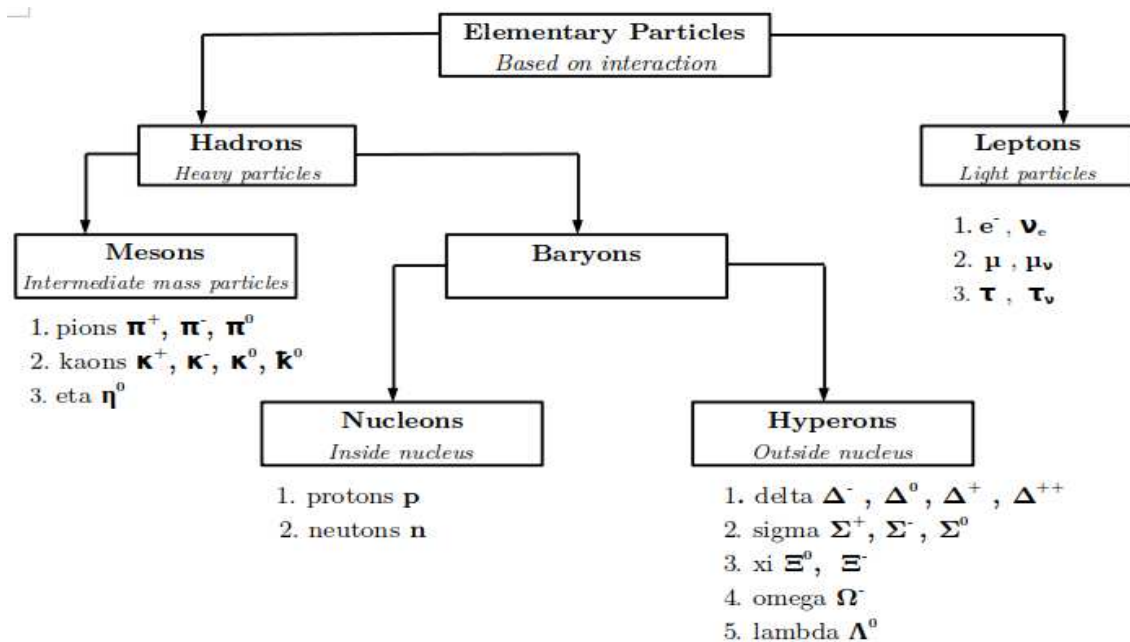 Elementary Particles
Based on interaction
Hadrons
Heavy particles
Leptons
Light particles
1. e⁻ , νₑ
2. μ , μᵥ
3. τ , τᵥ
Mesons
Intermediate mass particles
1. pions π⁺, π⁻, π⁰
2. kaons κ⁺, κ⁻, κ⁰, k̄⁰
3. eta η⁰
Baryons
Nucleons
Inside nucleus
1. protons p
2. neutons n
Hyperons
Outside nucleus
1. delta Δ⁻ , Δ⁰ , Δ⁺ , Δ⁺⁺
2. sigma Σ⁺, Σ⁻, Σ⁰
3. xi Ξ⁰, Ξ⁻
4. omega Ω⁻
5. lambda Λ⁰